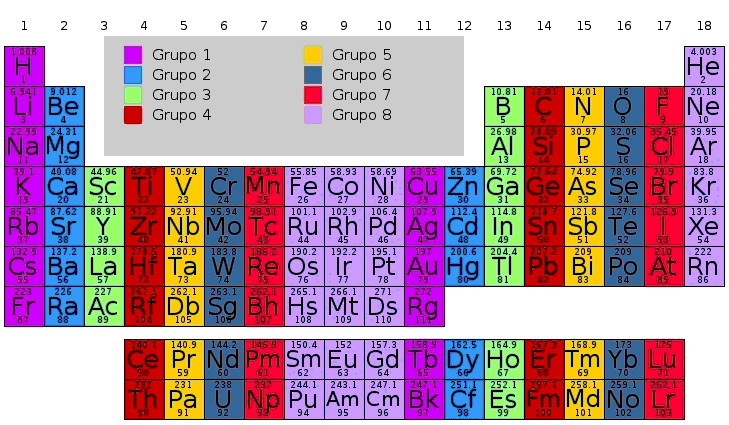 1 2 3 4 5 6 7 8 9 10 11 12 13 14 15 16 17 18
1.008 4.003
H He
1 2
Grupo 1 Grupo 5
Grupo 2 Grupo 6
Grupo 3 Grupo 7
Grupo 4 Grupo 8
6.941 9.012 10.81 12.01 14.01 16 19 20.18
Li Be B C N O F Ne
3 4 5 6 7 8 9 10
22.99 24.31 26.98 28.09 30.97 32.06 35.45 39.95
Na Mg Al Si P S Cl Ar
11 12 13 14 15 16 17 18
39.1 40.08 44.96 47.87 50.94 52 54.94 55.85 58.93 58.69 63.55 65.39 69.72 72.64 74.92 78.96 79.9 83.8
K Ca Sc Ti V Cr Mn Fe Co Ni Cu Zn Ga Ge As Se Br Kr
19 20 21 22 23 24 25 26 27 28 29 30 31 32 33 34 35 36
85.47 87.62 88.91 91.22 92.91 95.94 98.91 101.1 102.9 106.4 107.9 112.4 114.8 118.7 121.8 127.6 126.9 131.3
Rb Sr Y Zr Nb Mo Tc Ru Rh Pd Ag Cd In Sn Sb Te I Xe
37 38 39 40 41 42 43 44 45 46 47 48 49 50 51 52 53 54
132.9 137.2 138.9 178.5 180.9 183.8 186.2 190.2 192.2 195.1 197 200.6 204.4 207.2 209 209 210 222
Cs Ba La Hf Ta W Re Os Ir Pt Au Hg Tl Pb Bi Po At Rn
55 56 57 72 73 74 75 76 77 78 79 80 81 82 83 84 85 86
223 226 227 261.1 262.1 263.1 262.1 265.1 266.1 271 272
Fr Ra Ac Rf Db Sg Bh Hs Mt Ds Rg
87 88 89 104 105 106 107 108 109 110 111
140.1 140.9 144.2 146.9 150.4 152 157.3 158.9 162.5 164.9 167.3 168.9 173 175
Ce Pr Nd Pm Sm Eu Gd Tb Dy Ho Er Tm Yb Lu
58 59 60 61 62 63 64 65 66 67 68 69 70 71
232 231 238 237 244.1 243.1 247.1 247.1 251.1 252.1 257.1 258.1 259.1 262.1
Th Pa U Np Pu Am Cm Bk Cf Es Fm Md No Lr
90 91 92 93 94 95 96 97 98 99 100 101 102 103